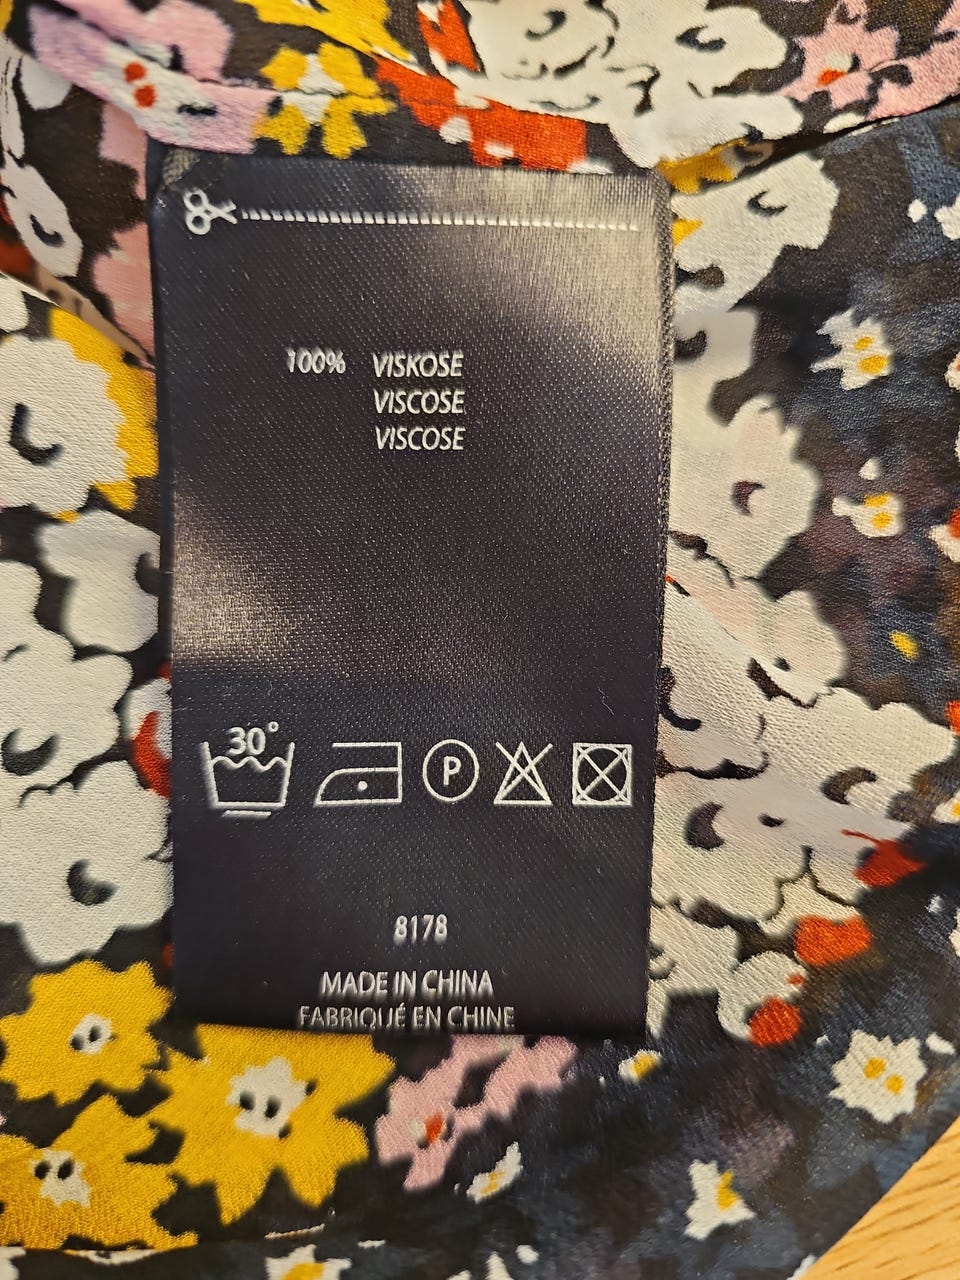 100% VISKOSE
VISCOSE
VISCOSE
30°
P
8178
MADE IN CHINA
FABRIQUÉ EN CHINE